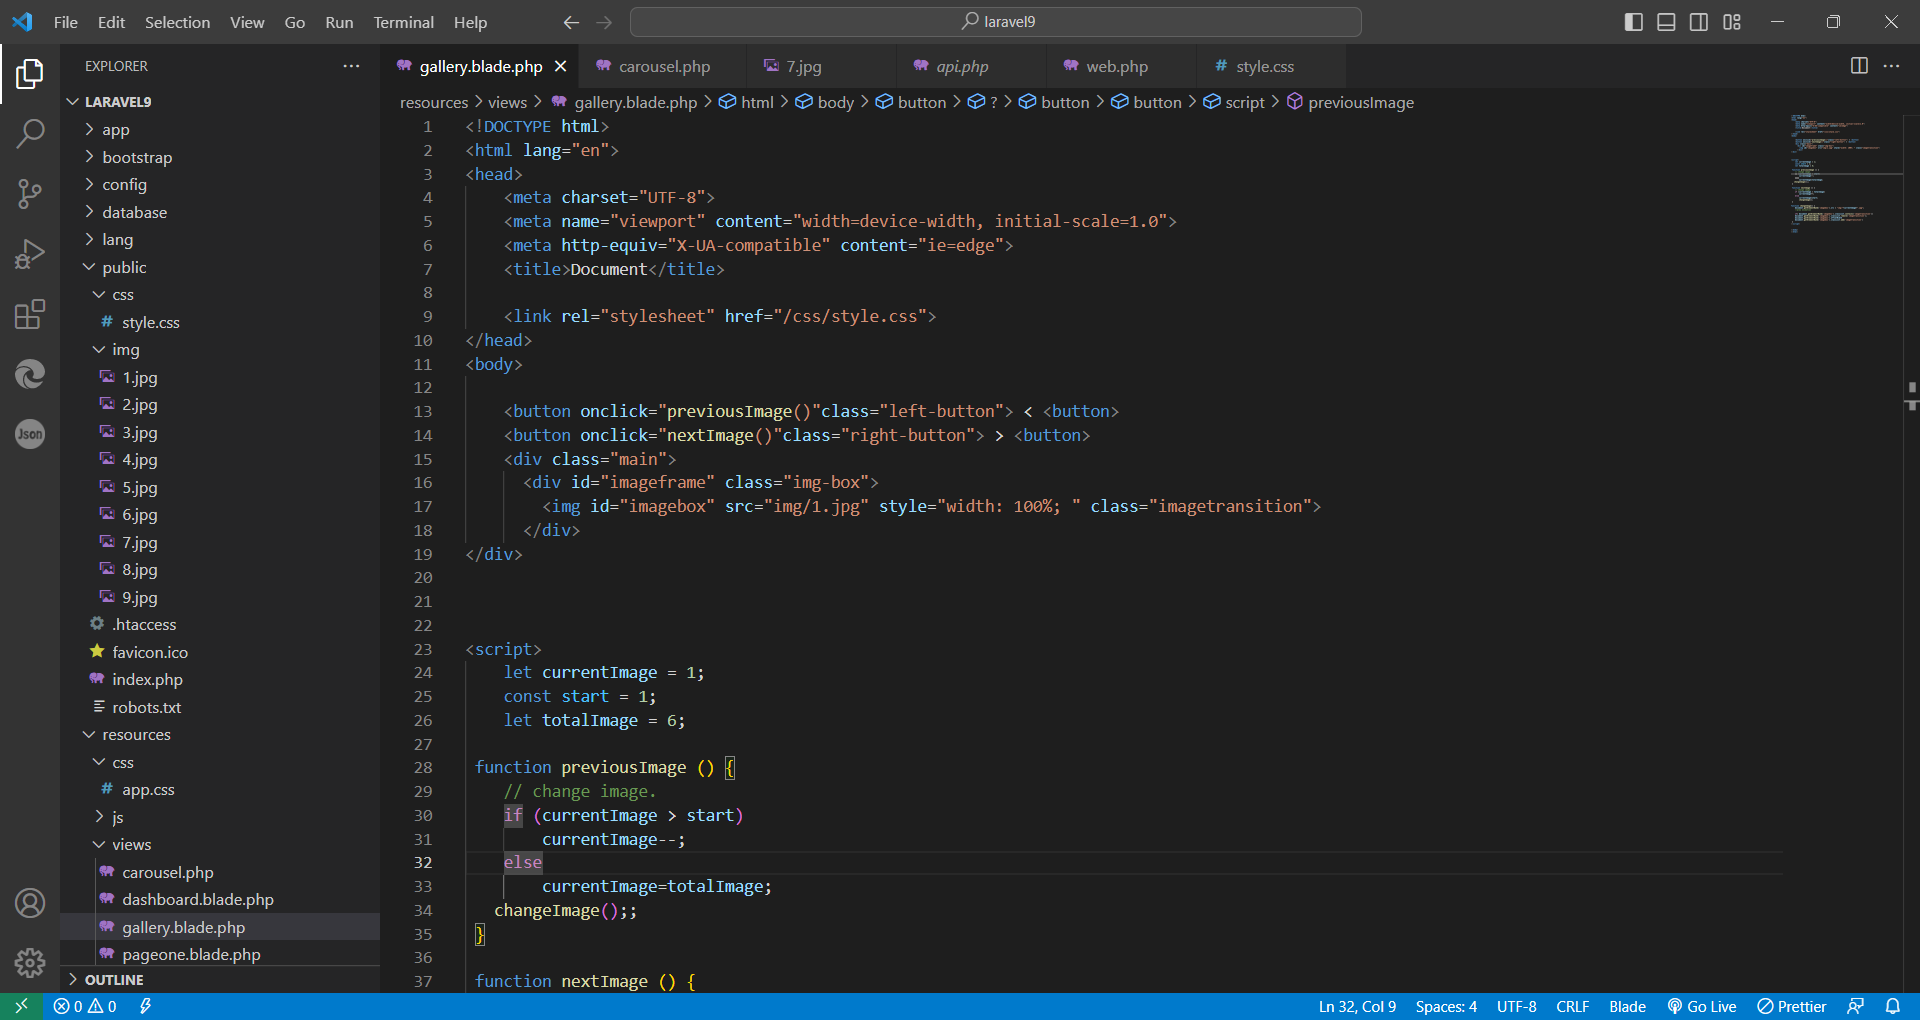 File Edit Selection View Go Run Terminal Help
laravel9
EXPLORER
LARAVEL9
app
bootstrap
config
database
lang
public
css
# style.css
img
1.jpg
2.jpg
3.jpg
4.jpg
5.jpg
6.jpg
7.jpg
8.jpg
9.jpg
.htaccess
favicon.ico
index.php
robots.txt
resources
css
# app.css
js
views
carousel.php
dashboard.blade.php
gallery.blade.php
pageone.blade.php
OUTLINE
Json
gallery.blade.php carousel.php 7.jpg api.php web.php # style.css
resources > views > gallery.blade.php > html > body > button > ? > button > button > script > previousImage
1 <!DOCTYPE html>
2 <html lang="en">
3 <head>
4 <meta charset="UTF-8">
5 <meta name="viewport" content="width=device-width, initial-scale=1.0">
6 <meta http-equiv="X-UA-compatible" content="ie=edge">
7 <title>Document</title>
8
9 <link rel="stylesheet" href="/css/style.css">
10 </head>
11 <body>
12
13 <button onclick="previousImage()"class="left-button"> < <button>
14 <button onclick="nextImage()"class="right-button"> > <button>
15 <div class="main">
16 <div id="imageframe" class="img-box">
17 <img id="imagebox" src="img/1.jpg" style="width: 100%; " class="imagetransition">
18 </div>
19 </div>
20
21
22
23 <script>
24 let currentImage = 1;
25 const start = 1;
26 let totalImage = 6;
27
28 function previousImage () {
29 // change image.
30 if (currentImage > start)
31 currentImage--;
32 else
33 currentImage=totalImage;
34 changeImage();;
35 }
36
37 function nextImage () {
0 0 Ln 32, Col 9 Spaces: 4 UTF-8 CRLF Blade Go Live Prettier